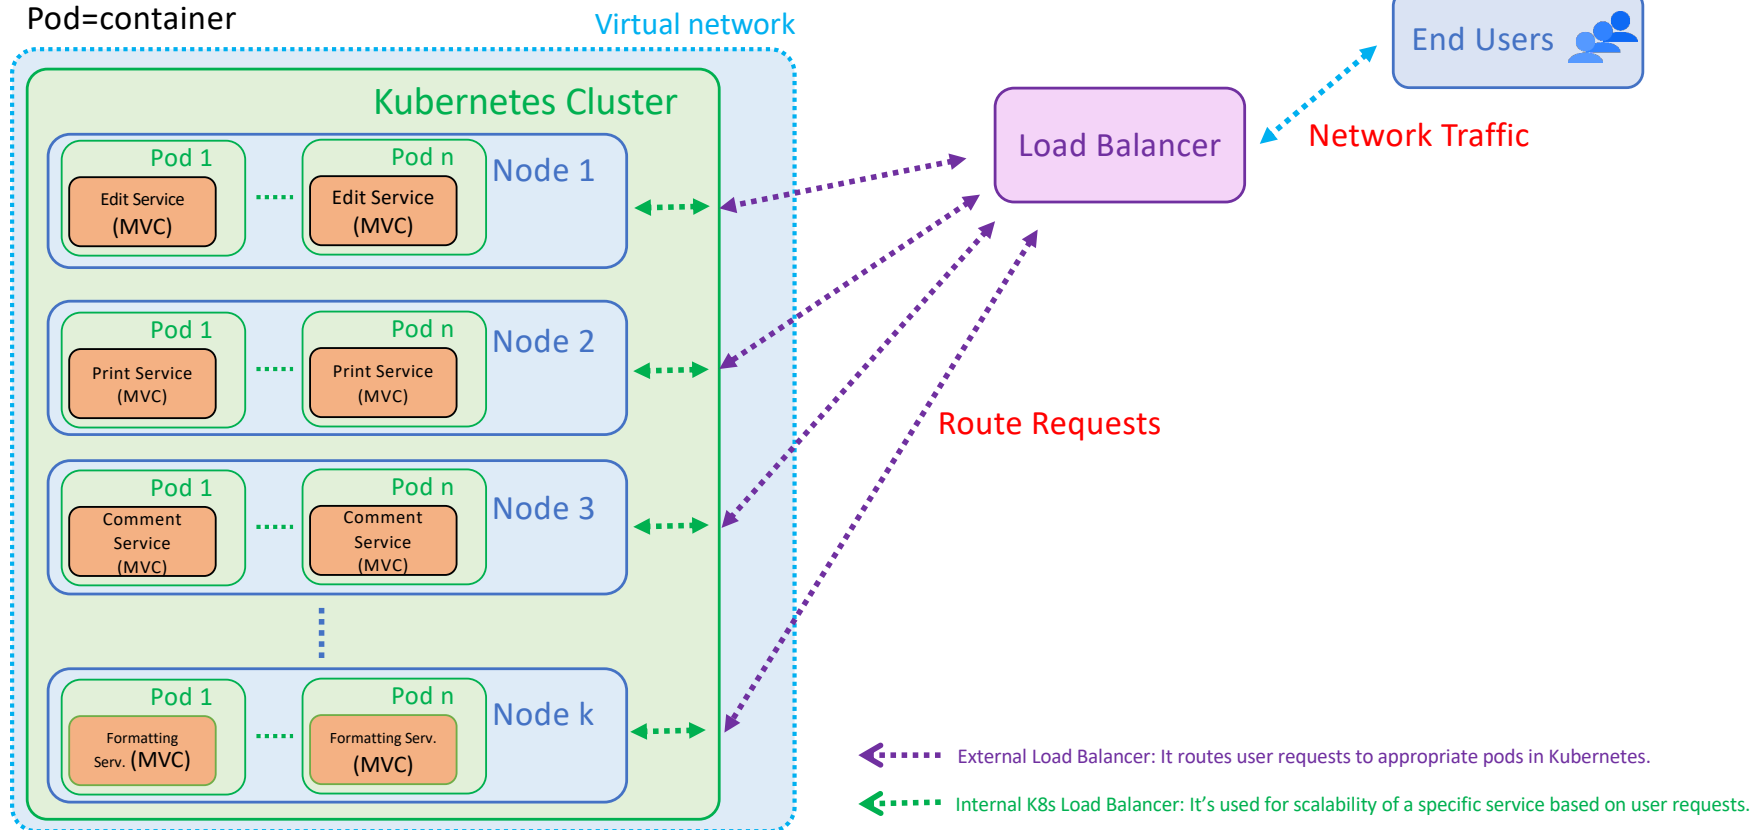 Pod=container
Virtual network
End Users
Kubernetes Cluster
Load Balancer
Network Traffic
Pod 1
Pod n
Node 1
Edit Service
(MVC)
Edit Service
(MVC)
Pod 1
Pod n
Node 2
Print Service
(MVC)
Print Service
(MVC)
Route Requests
Pod 1
Pod n
Node 3
Comment
Service
(MVC)
Comment
Service
(MVC)
Pod 1
Pod n
Node k
Formatting
Serv. (MVC)
Formatting Serv.
(MVC)
External Load Balancer: It routes user requests to appropriate pods in Kubernetes.
Internal K8s Load Balancer: It’s used for scalability of a specific service based on user requests.